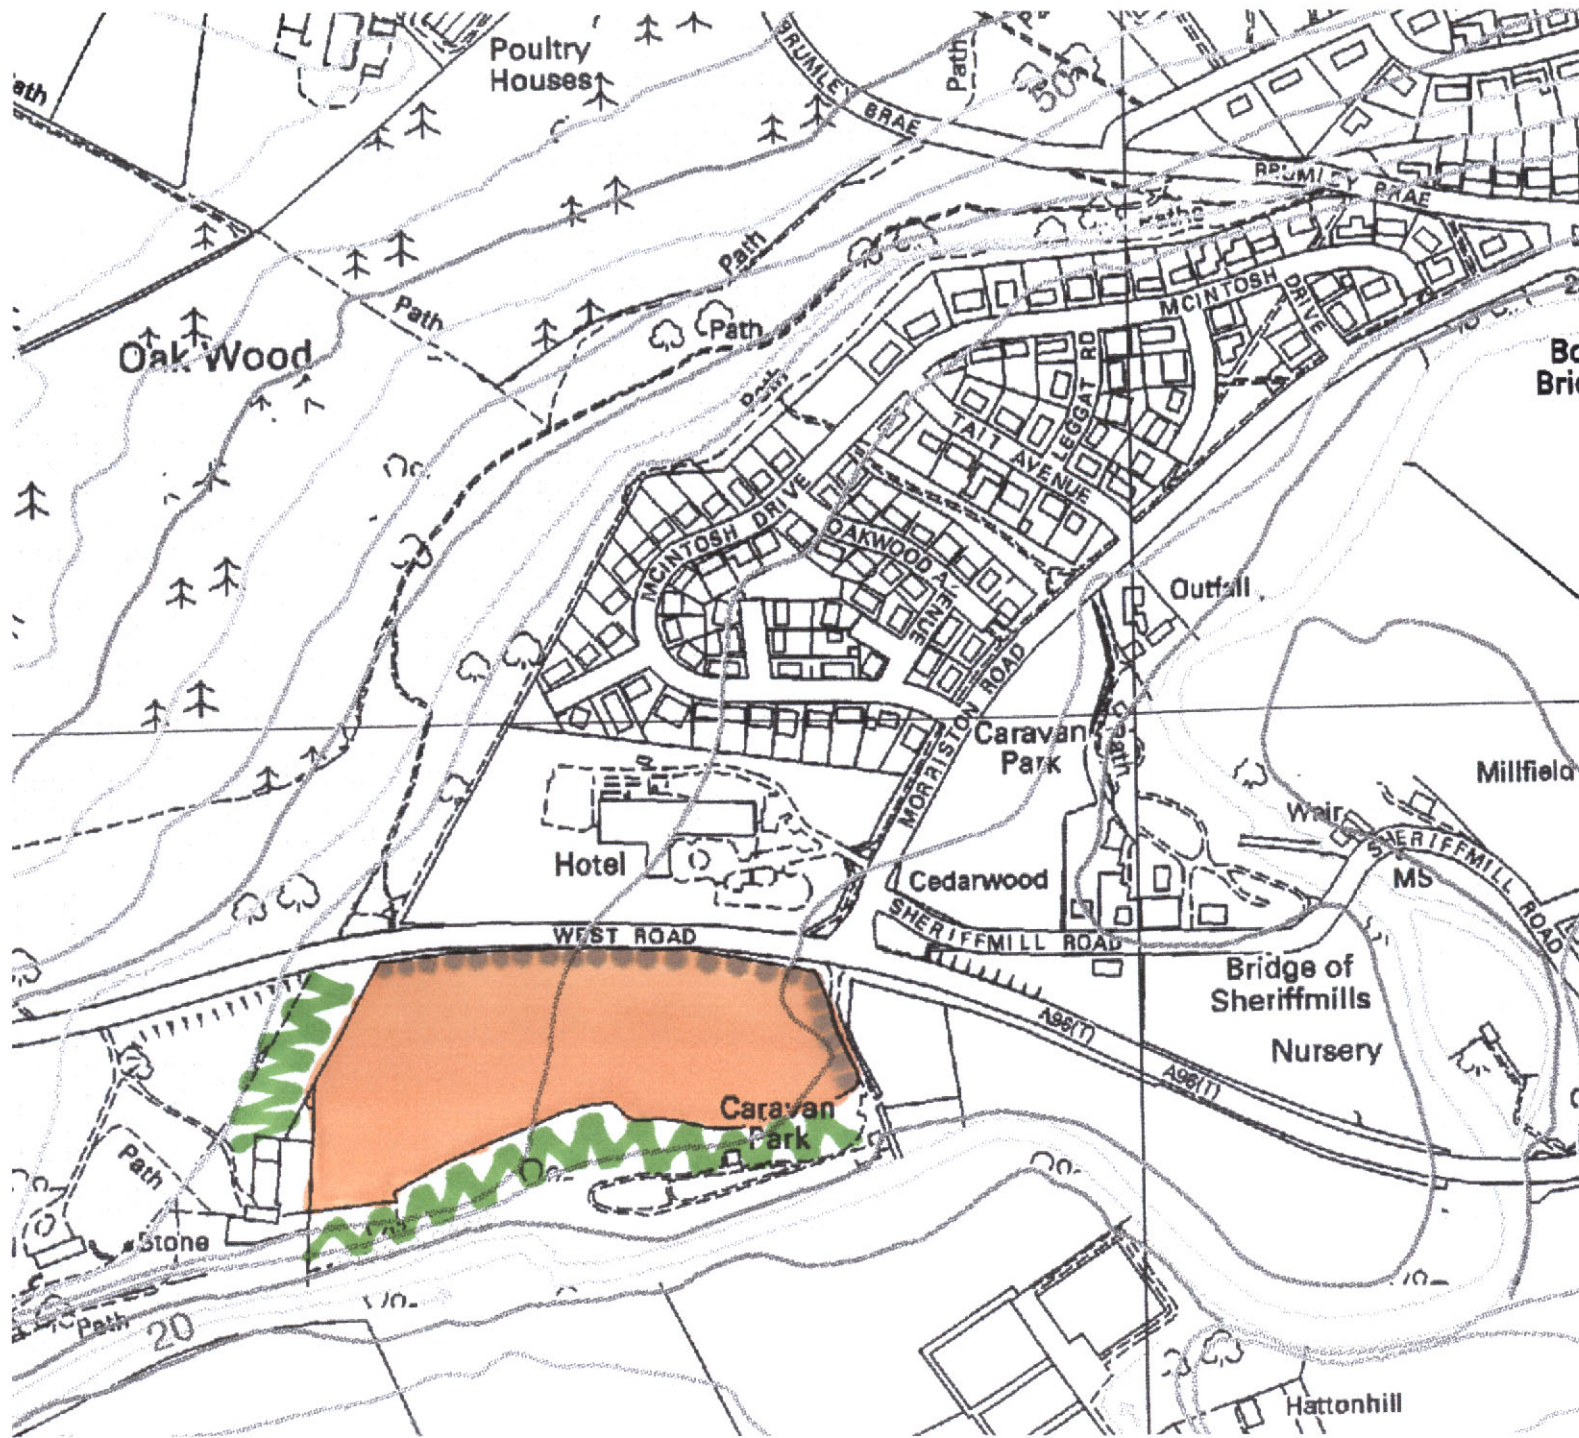 Poultry
Houses
BRUMLEY BRAE
Path
50
BRUMLEY BRAE
Paths
Path
Path
Path
Path
MCINTOSH DRIVE
Oak Wood
LEGGAT RD
TAIT AVENUE
MCINTOSH DRIVE
OAKWOOD AVENUE
Outfall
MORRISTON ROAD
Caravan
Park
Path
Millfield
Weir
SHERIFFMILL ROAD
MS
Hotel
Cedarwood
SHERIFFMILL ROAD
WEST ROAD
Bridge of
Sheriffmills
A96(T)
Nursery
A96(T)
Caravan
Park
Path
Stone
Path
20
Hattonhill